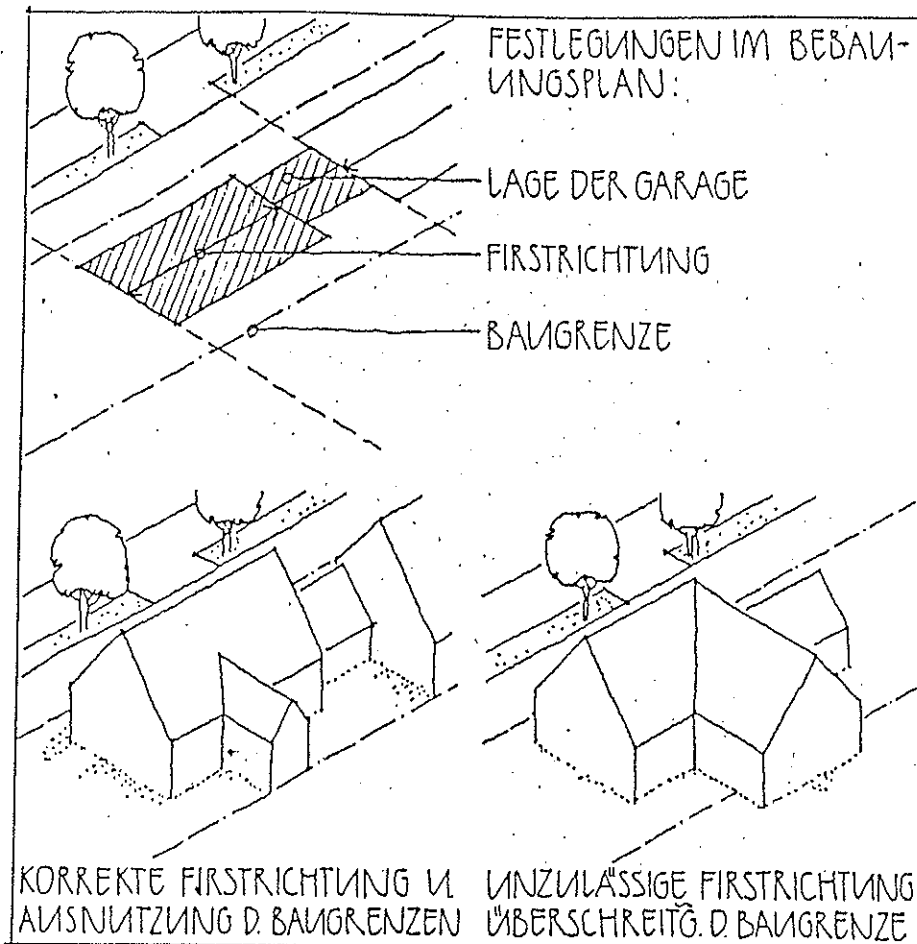 FESTLEGUNGEN IM BEBAU-
UNGSPLAN:
LAGE DER GARAGE
FIRSTRICHTUNG
BAUGRENZE
KORREKTE FIRSTRICHTUNG U.
AUSNUTZUNG D. BAUGRENZEN
UNZULÄSSIGE FIRSTRICHTUNG
ÜBERSCHREITG. D. BAUGRENZE